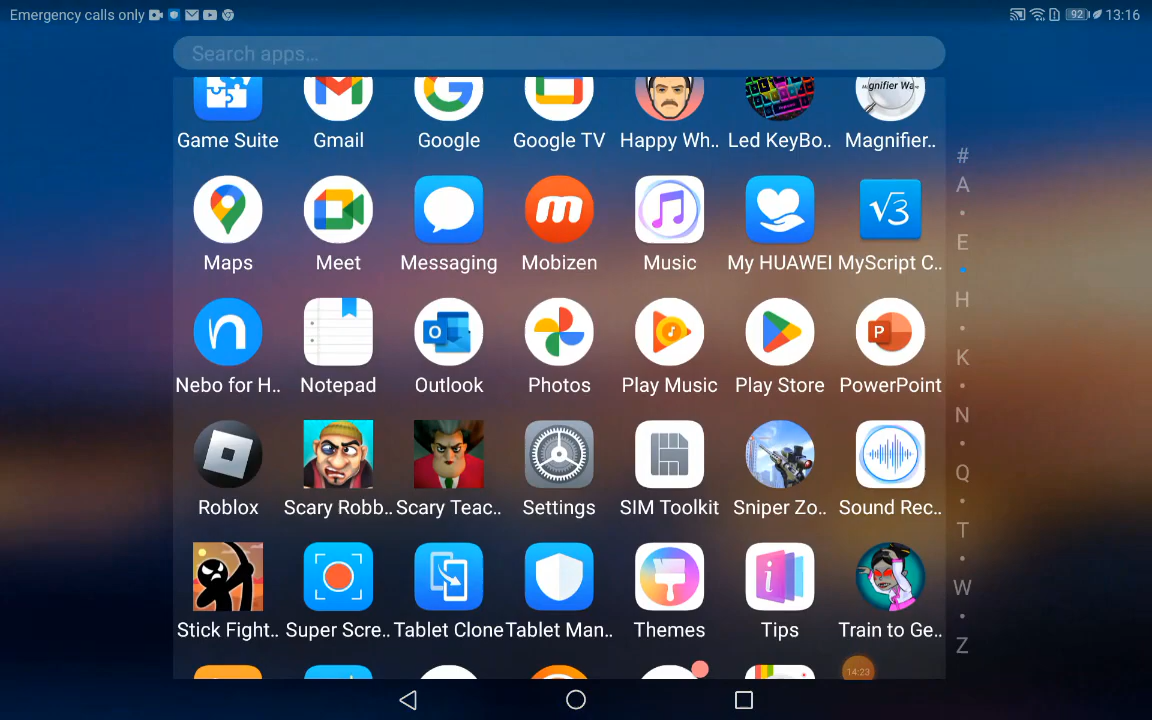 Emergency calls only 92 13:16
Search apps...
Game Suite Gmail Google Google TV Happy Wh.. Led KeyBo.. Magnifier..
Maps Meet Messaging Mobizen Music My HUAWEI MyScript C..
Nebo for H.. Notepad Outlook Photos Play Music Play Store PowerPoint
Roblox Scary Robb.. Scary Teac.. Settings SIM Toolkit Sniper Zo.. Sound Rec..
Stick Fight.. Super Scre.. Tablet Clone Tablet Man.. Themes Tips Train to Ge..
14:23
#
A
E
H
K
N
Q
T
W
Z